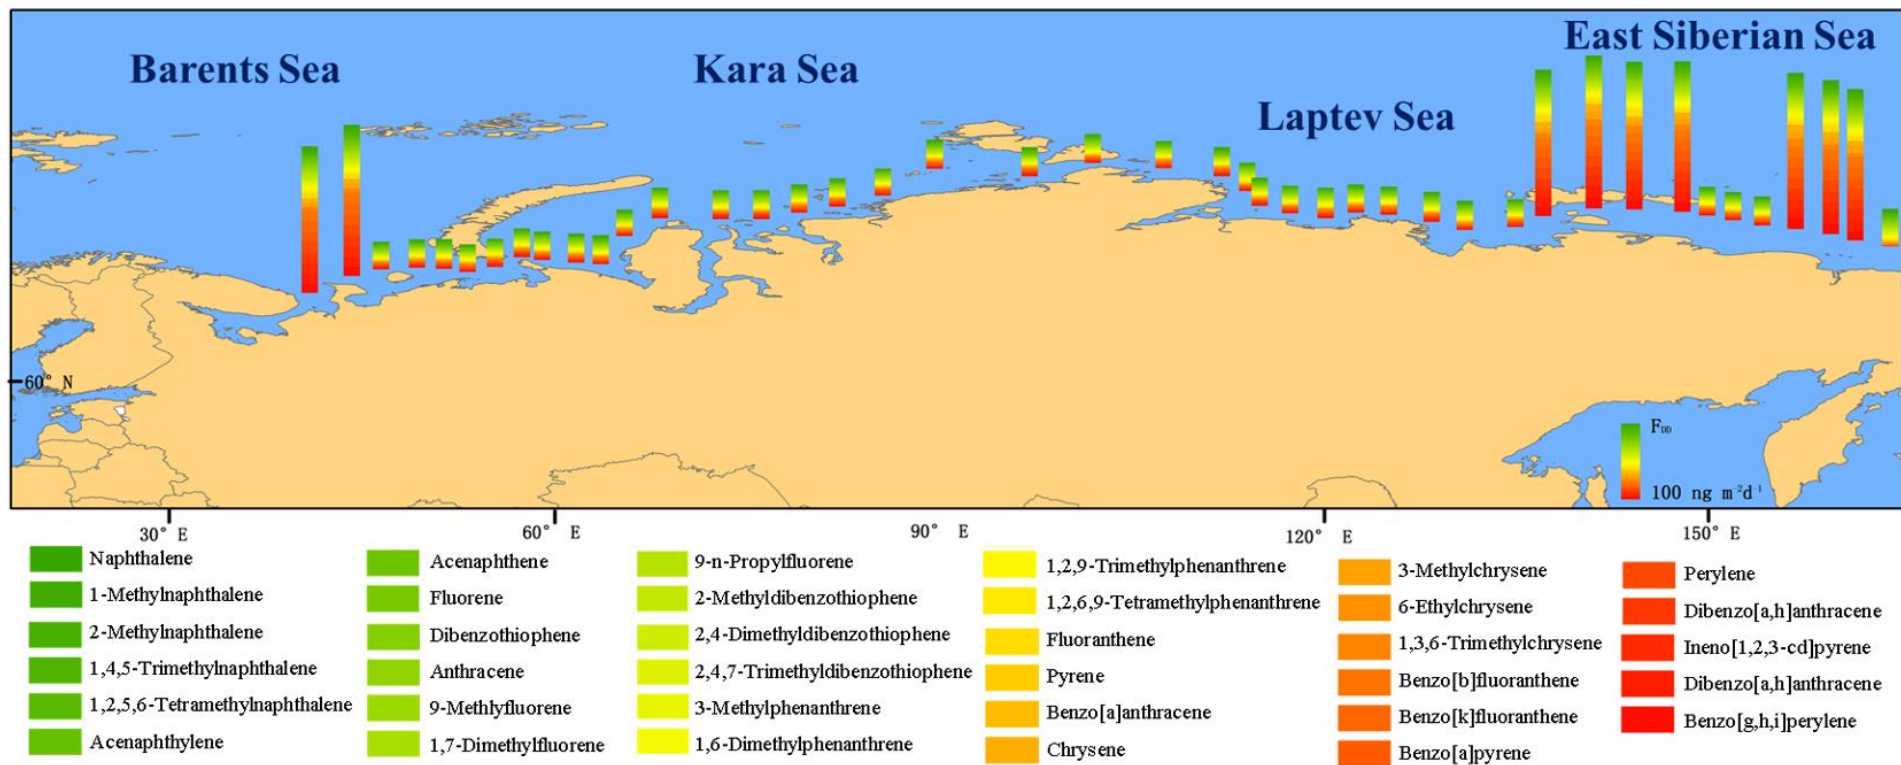 Barents Sea
Kara Sea
Laptev Sea
East Siberian Sea
60° N
F_DD
100 ng m⁻²d⁻¹
30° E
60° E
90° E
120° E
150° E
Naphthalene
1-Methylnaphthalene
2-Methylnaphthalene
1,4,5-Trimethylnaphthalene
1,2,5,6-Tetramethylnaphthalene
Acenaphthylene
Acenaphthene
Fluorene
Dibenzothiophene
Anthracene
9-Methlyfluorene
1,7-Dimethylfluorene
9-n-Propylfluorene
2-Methyldibenzothiophene
2,4-Dimethyldibenzothiophene
2,4,7-Trimethyldibenzothiophene
3-Methylphenanthrene
1,6-Dimethylphenanthrene
1,2,9-Trimethylphenanthrene
1,2,6,9-Tetramethylphenanthrene
Fluoranthene
Pyrene
Benzo[a]anthracene
Chrysene
3-Methylchrysene
6-Ethylchrysene
1,3,6-Trimethylchrysene
Benzo[b]fluoranthene
Benzo[k]fluoranthene
Benzo[a]pyrene
Perylene
Dibenzo[a,h]anthracene
Ineno[1,2,3-cd]pyrene
Dibenzo[a,h]anthracene
Benzo[g,h,i]perylene